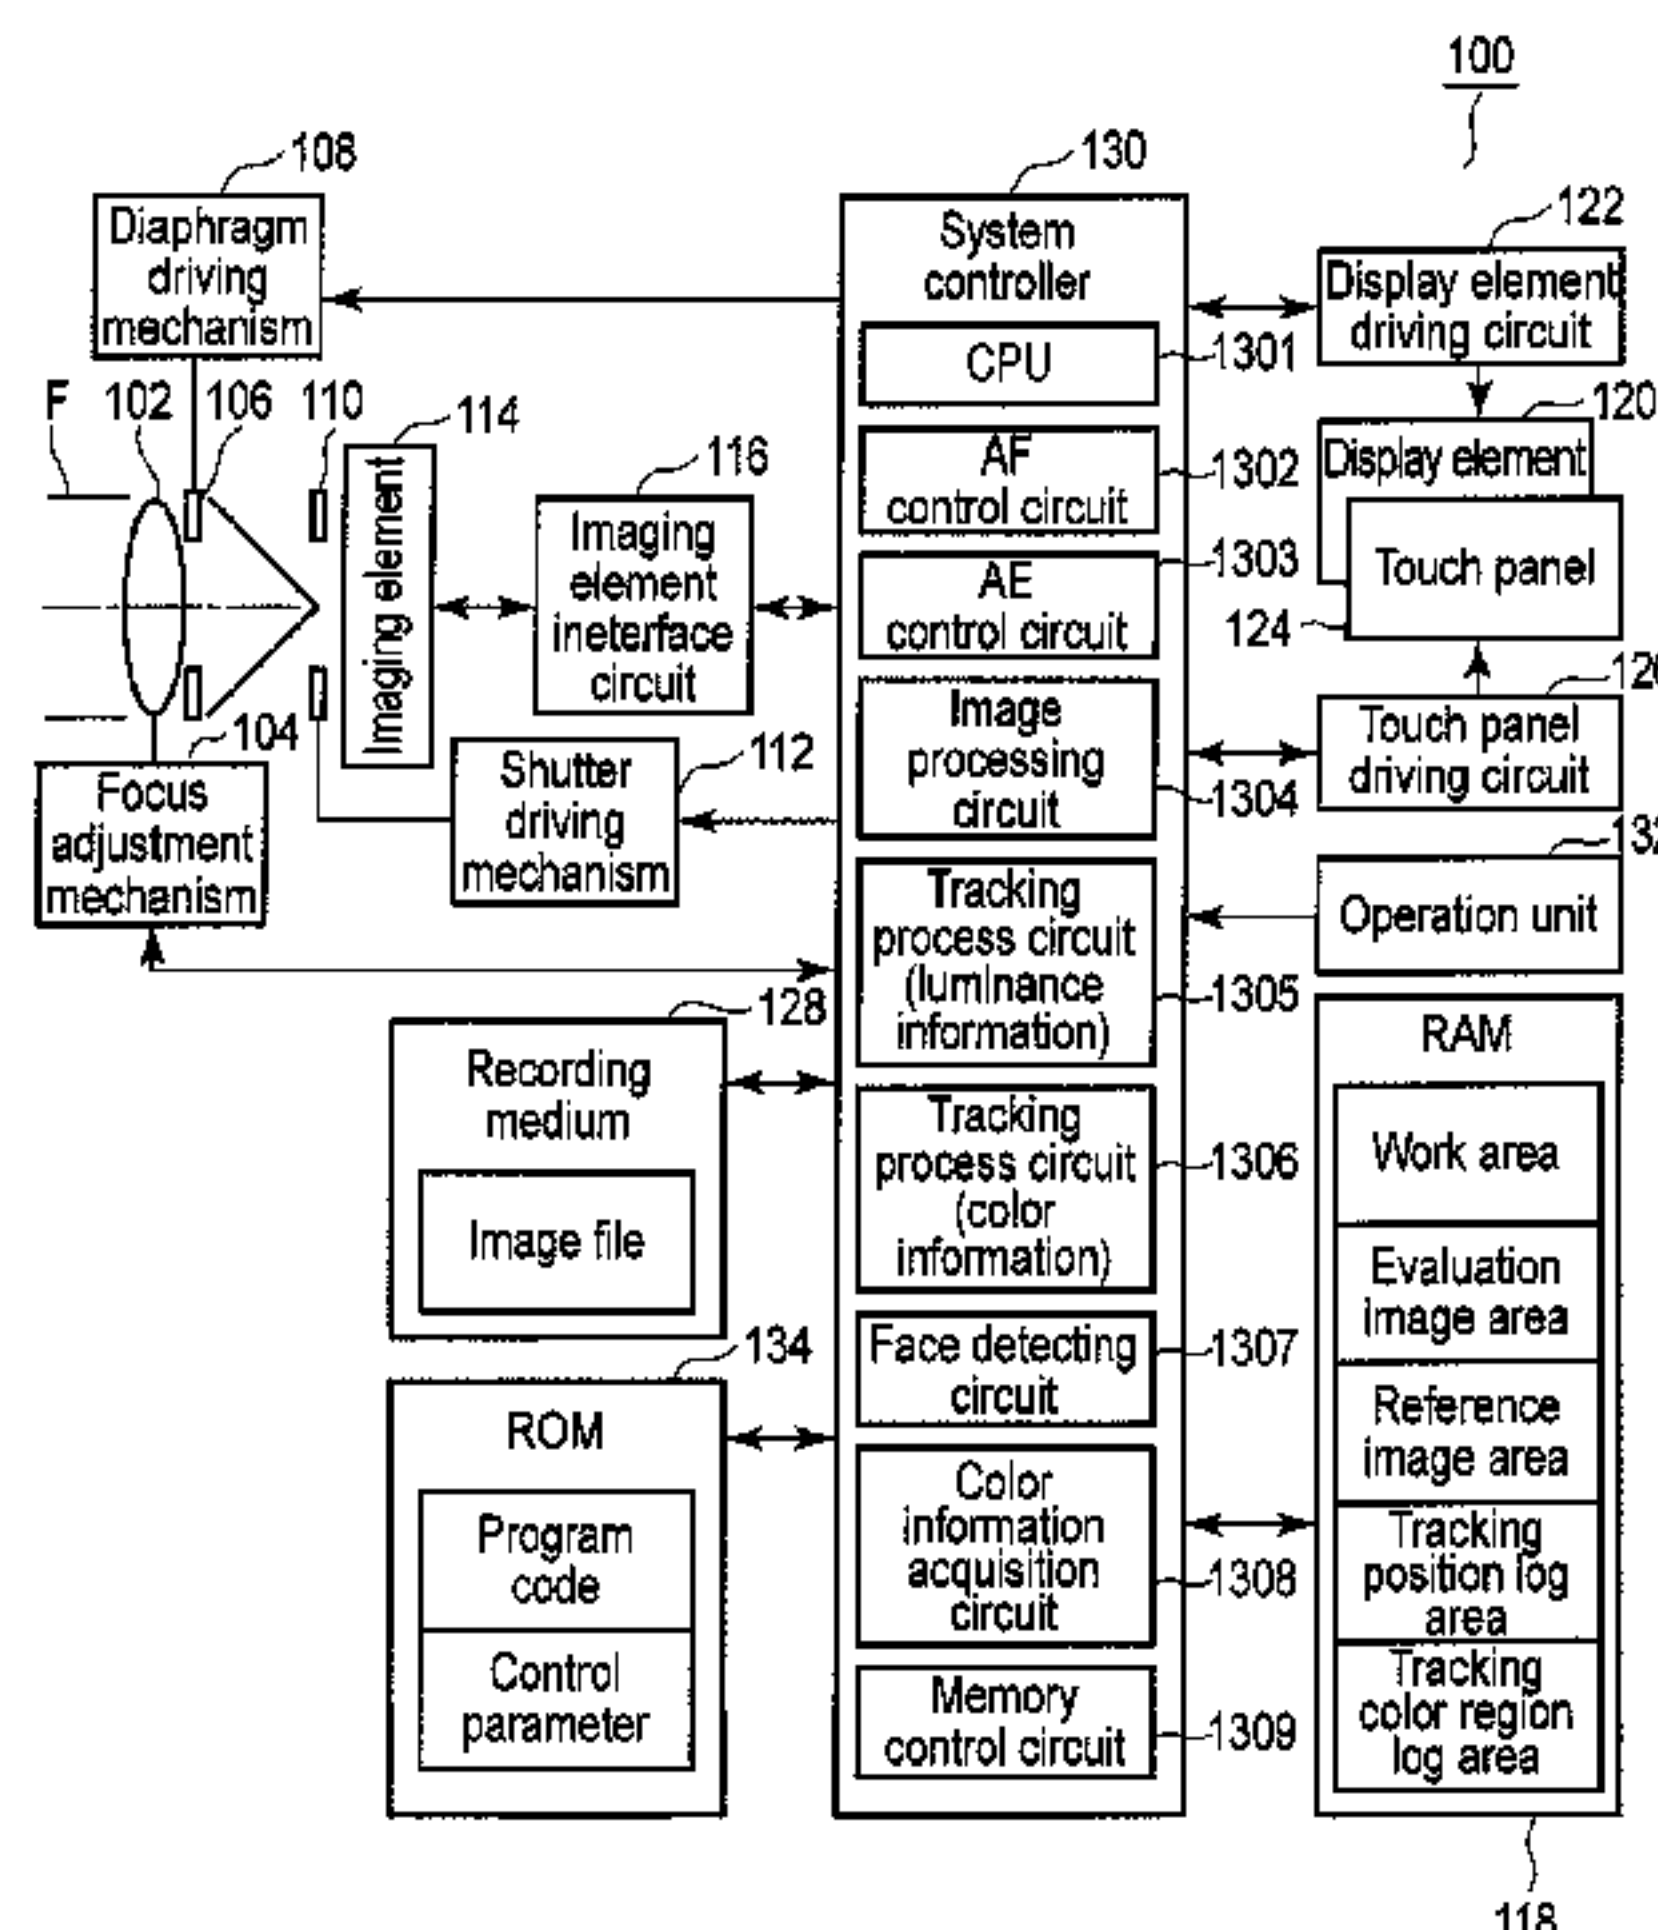 100
108
Diaphragm
driving
mechanism
130
System
controller
122
Display element
driving circuit
CPU
1301
F
102
106
110
114
Imaging element
116
Imaging
element
ineterface
circuit
AF
control circuit
1302
120
Display element
Touch panel
124
AE
control circuit
1303
104
Focus
adjustment
mechanism
112
Shutter
driving
mechanism
Image
processing
circuit
1304
Touch panel
driving circuit
Operation unit
Tracking
process circuit
(luminance
information)
1305
128
Recording
medium
Image file
Tracking
process circuit
(color
information)
1306
Face detecting
circuit
1307
134
ROM
Program
code
Control
parameter
Color
information
acquisition
circuit
1308
Memory
control circuit
1309
RAM
Work area
Evaluation
image area
Reference
image area
Tracking
position log
area
Tracking
color region
log area
118